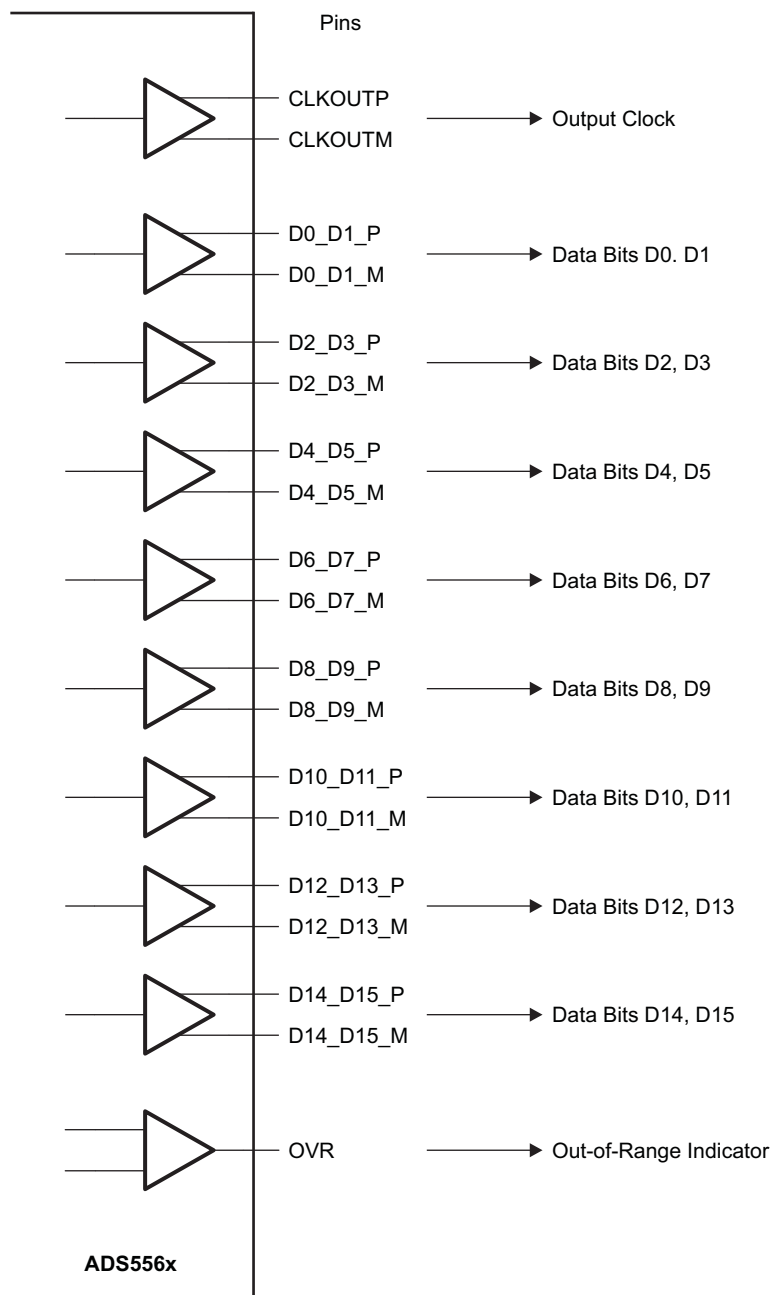 Pins
CLKOUTP
CLKOUTM
Output Clock
D0_D1_P
D0_D1_M
Data Bits D0. D1
D2_D3_P
D2_D3_M
Data Bits D2, D3
D4_D5_P
D4_D5_M
Data Bits D4, D5
D6_D7_P
D6_D7_M
Data Bits D6, D7
D8_D9_P
D8_D9_M
Data Bits D8, D9
D10_D11_P
D10_D11_M
Data Bits D10, D11
D12_D13_P
D12_D13_M
Data Bits D12, D13
D14_D15_P
D14_D15_M
Data Bits D14, D15
OVR
Out-of-Range Indicator
ADS556x